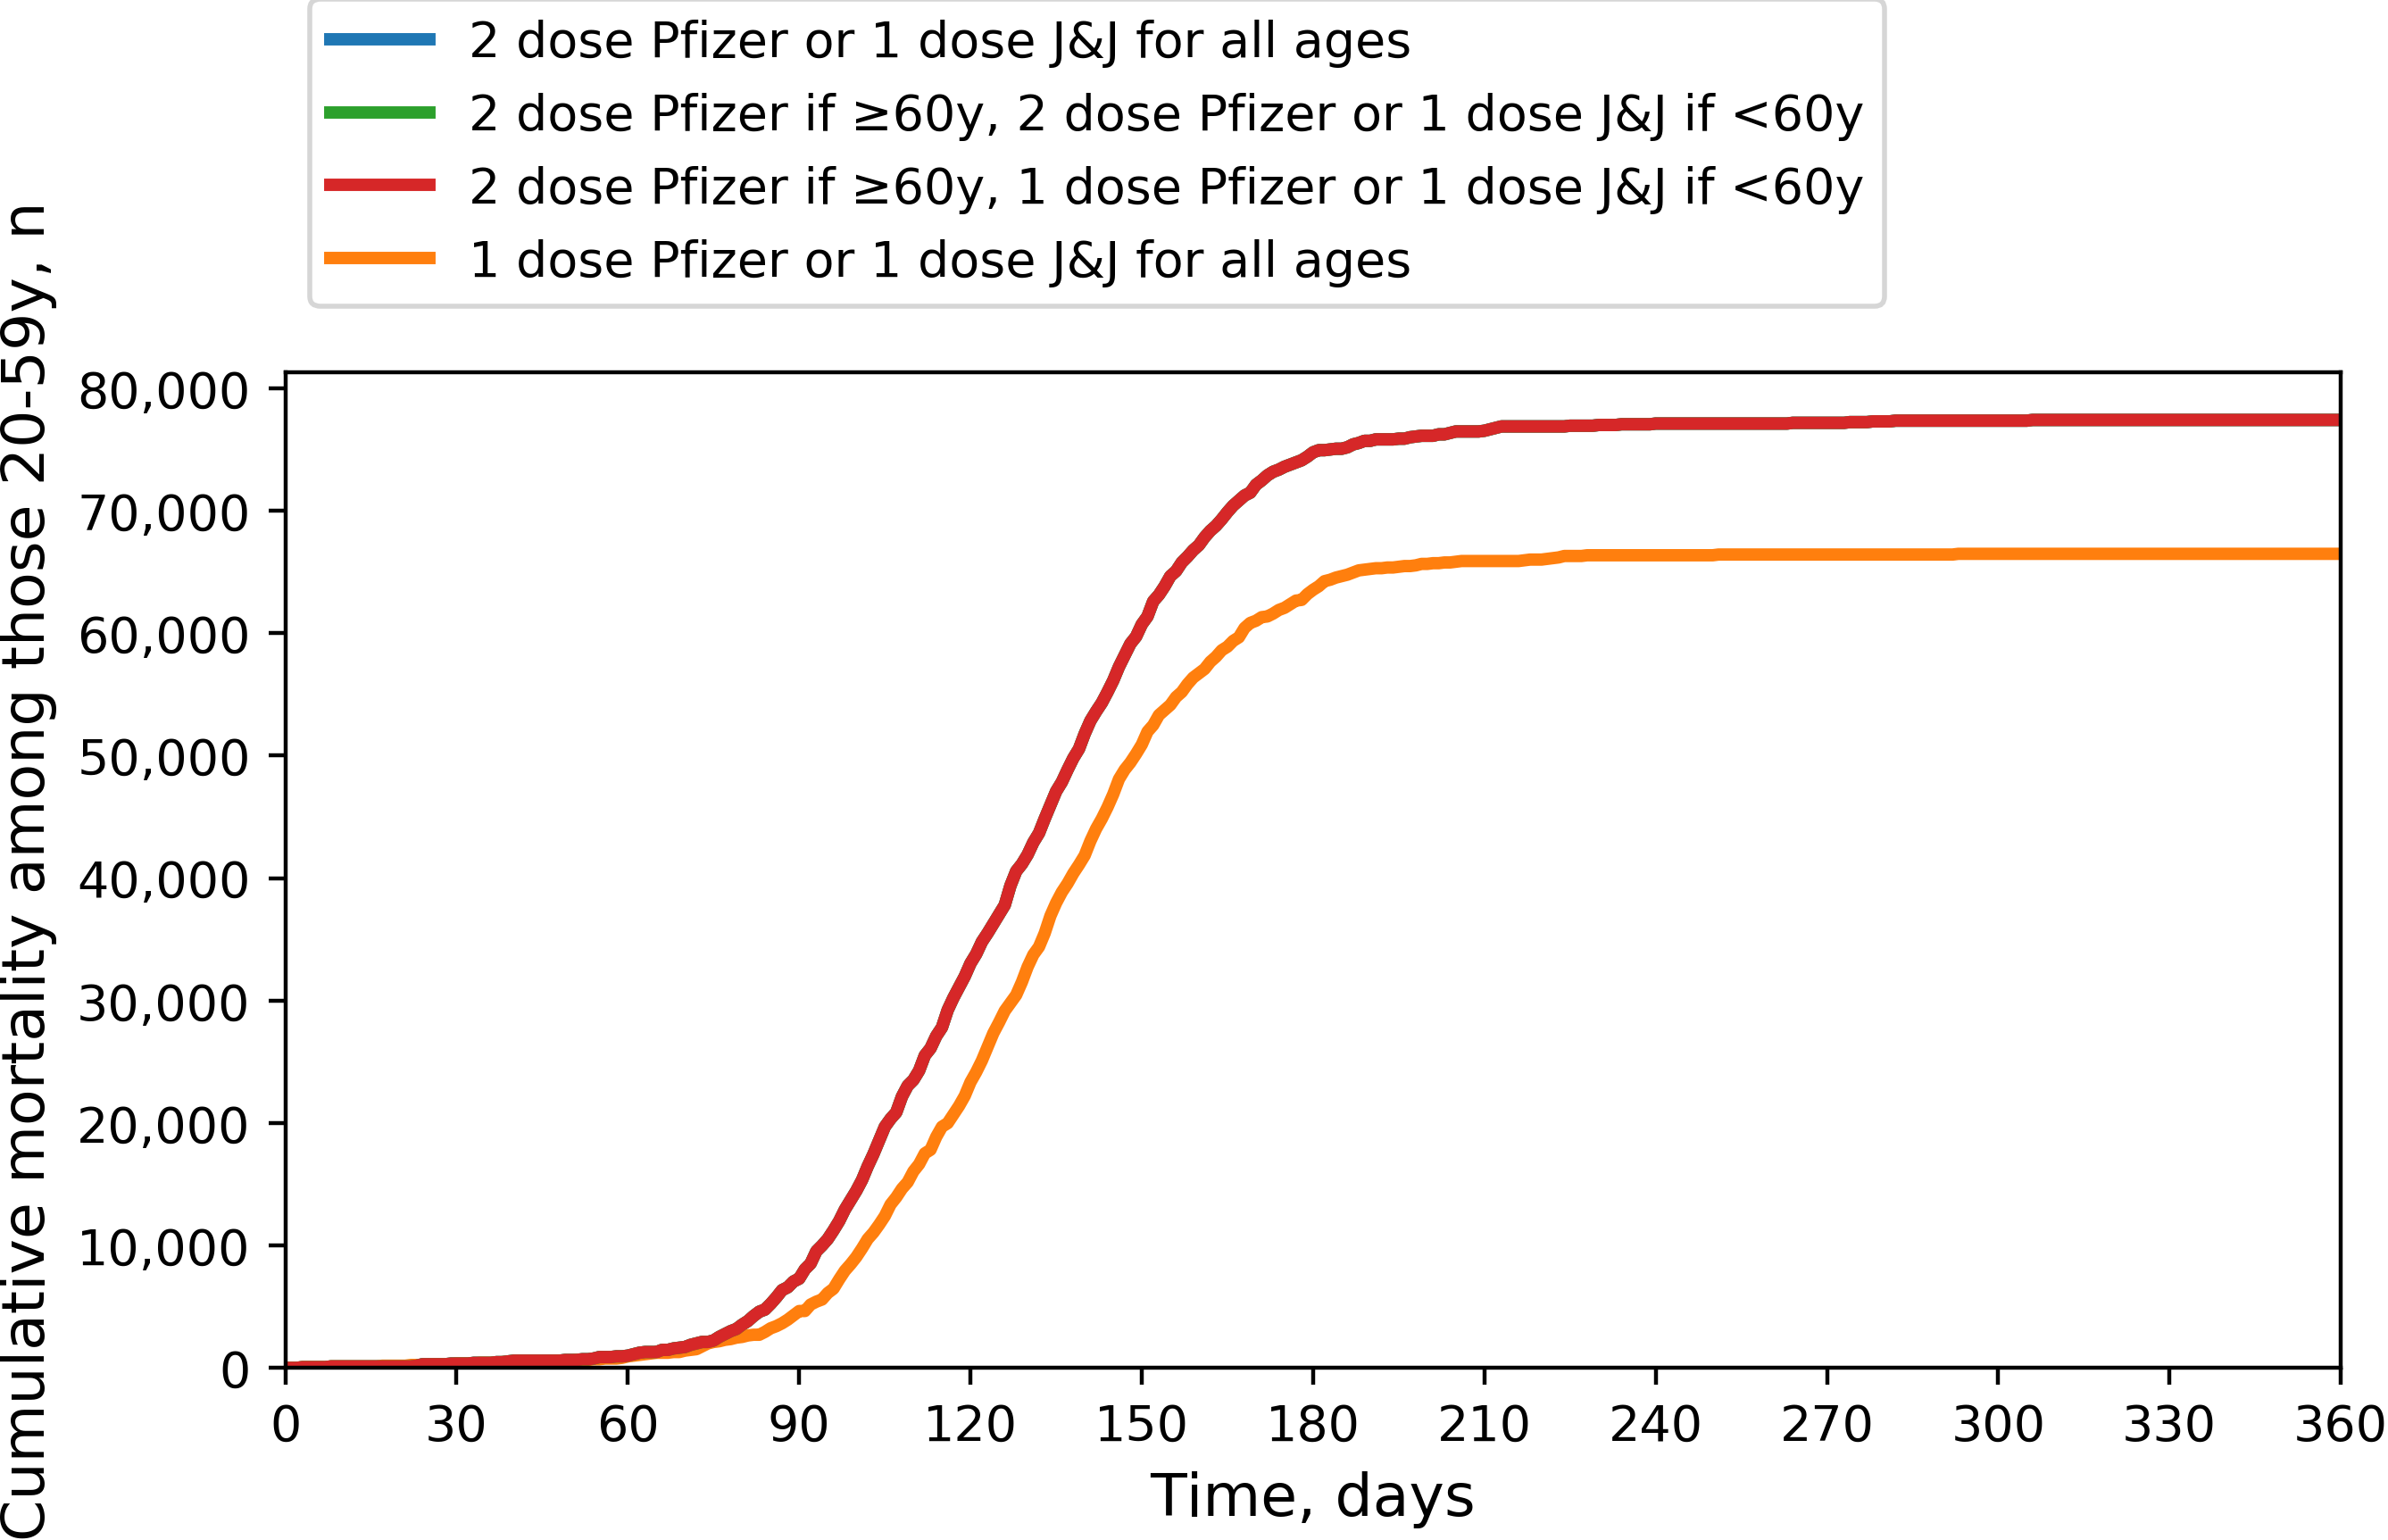 2 dose Pfizer or 1 dose J&J for all ages
2 dose Pfizer if ≥60y, 2 dose Pfizer or 1 dose J&J if <60y
2 dose Pfizer if ≥60y, 1 dose Pfizer or 1 dose J&J if <60y
1 dose Pfizer or 1 dose J&J for all ages
Cumulative mortality among those 20-59y, n
80,000
70,000
60,000
50,000
40,000
30,000
20,000
10,000
0
0 30 60 90 120 150 180 210 240 270 300 330 360
Time, days